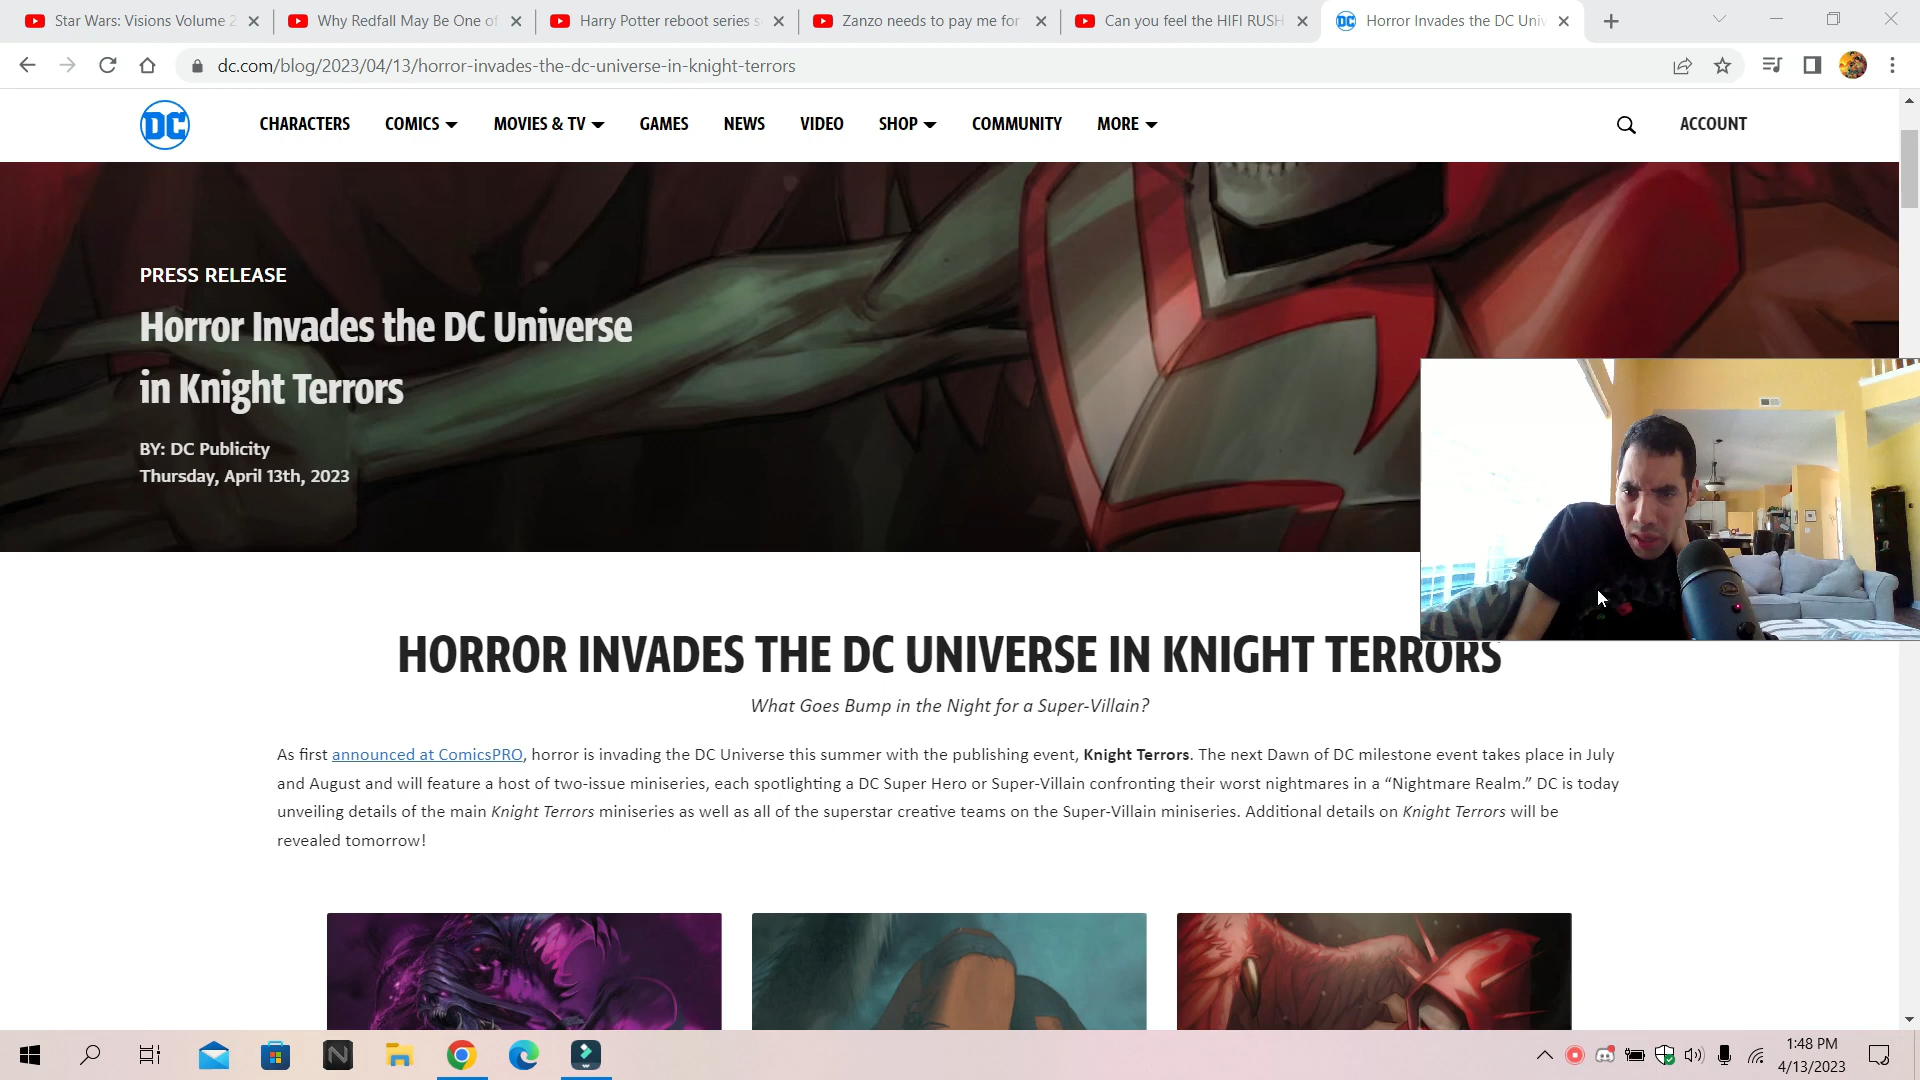 Star Wars: Visions Volume 2
Why Redfall May Be One of
Harry Potter reboot series s
Zanzo needs to pay me for
Can you feel the HIFI RUSH
Horror Invades the DC Univ
dc.com/blog/2023/04/13/horror-invades-the-dc-universe-in-knight-terrors
DC
CHARACTERS COMICS MOVIES & TV GAMES NEWS VIDEO SHOP COMMUNITY MORE ACCOUNT
PRESS RELEASE
Horror Invades the DC Universe
in Knight Terrors
BY: DC Publicity
Thursday, April 13th, 2023
HORROR INVADES THE DC UNIVERSE IN KNIGHT TERRORS
What Goes Bump in the Night for a Super-Villain?
As first announced at ComicsPRO, horror is invading the DC Universe this summer with the publishing event, Knight Terrors. The next Dawn of DC milestone event takes place in July
and August and will feature a host of two-issue miniseries, each spotlighting a DC Super Hero or Super-Villain confronting their worst nightmares in a “Nightmare Realm.” DC is today
unveiling details of the main Knight Terrors miniseries as well as all of the superstar creative teams on the Super-Villain miniseries. Additional details on Knight Terrors will be
revealed tomorrow!
1:48 PM
4/13/2023